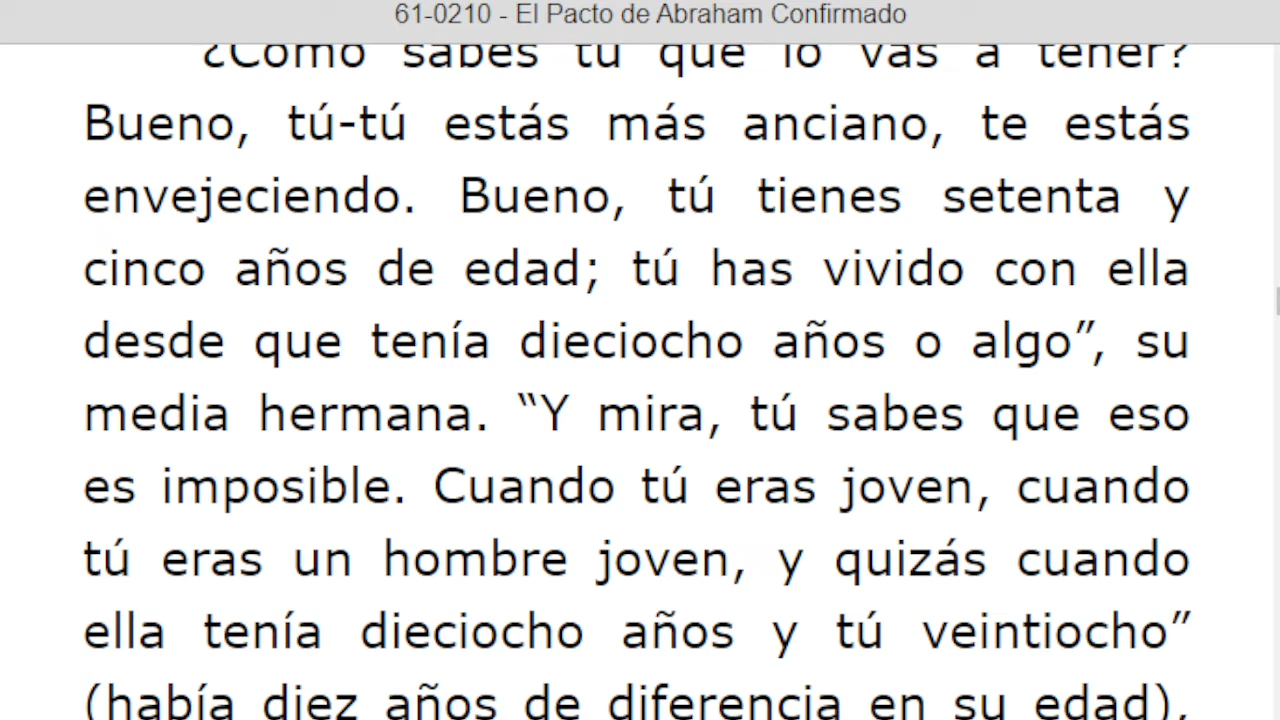 61-0210 - El Pacto de Abraham Confirmado
¿Cómo sabes tú que lo vas a tener?
Bueno, tú-tú estás más anciano, te estás
envejeciendo. Bueno, tú tienes setenta y
cinco años de edad; tú has vivido con ella
desde que tenía dieciocho años o algo”, su
media hermana. “Y mira, tú sabes que eso
es imposible. Cuando tú eras joven, cuando
tú eras un hombre joven, y quizás cuando
ella tenía dieciocho años y tú veintiocho”
(había diez años de diferencia en su edad),